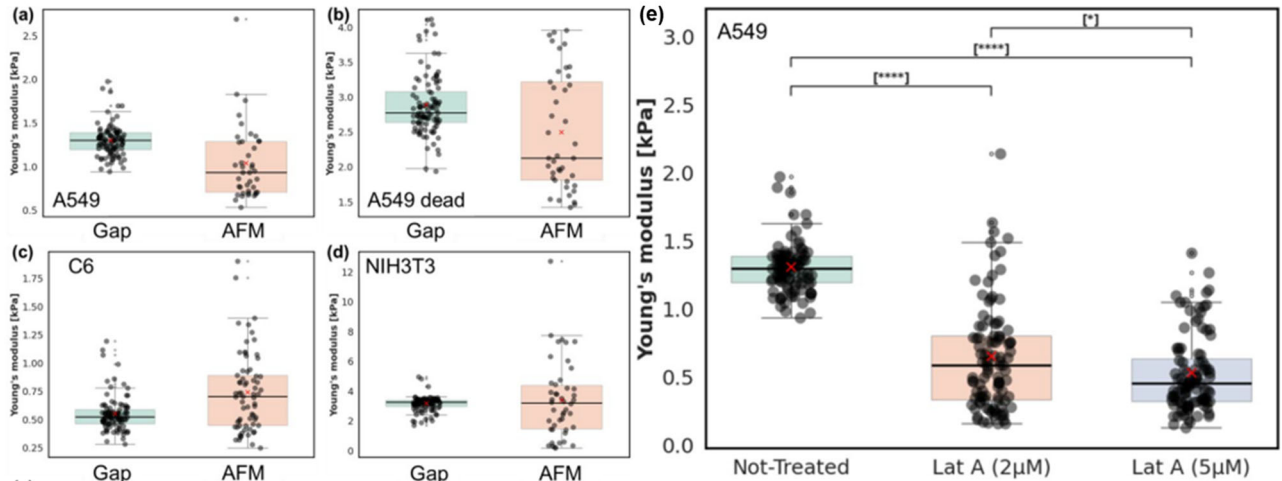 (a)
Young's modulus [kPa]
2.5
2.0
1.5
1.0
0.5
A549
Gap AFM
(b)
Young's modulus [kPa]
4.0
3.5
3.0
2.5
2.0
1.5
A549 dead
Gap AFM
(c)
C6
Young's modulus [kPa]
1.75
1.50
1.25
1.00
0.75
0.50
0.25
Gap AFM
(d)
NIH3T3
Young's modulus [kPa]
12
10
8
6
4
2
0
Gap AFM
(e)
A549
[*]
[****]
[****]
Young's modulus [kPa]
3.0
2.5
2.0
1.5
1.0
0.5
0.0
Not-Treated Lat A (2μM) Lat A (5μM)